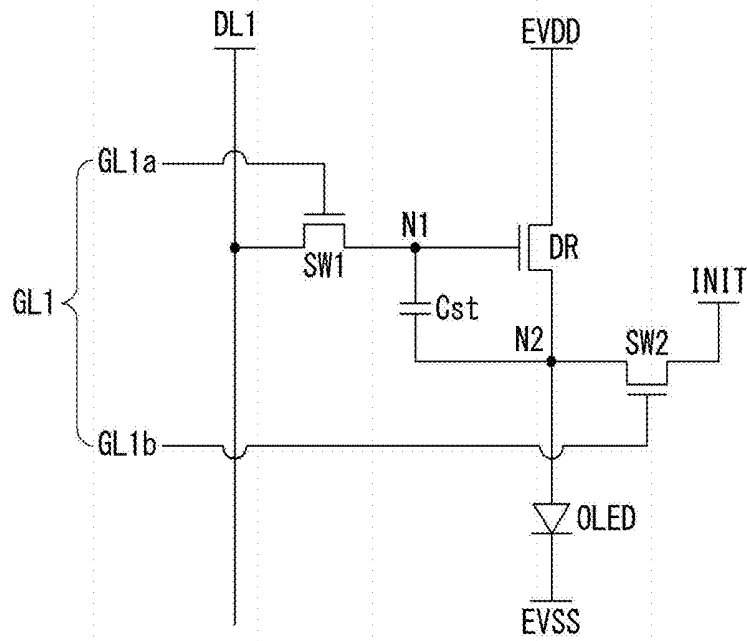 DL1
EVDD
GL1a
N1
DR
SW1
INIT
GL1
Cst
N2
SW2
GL1b
OLED
EVSS